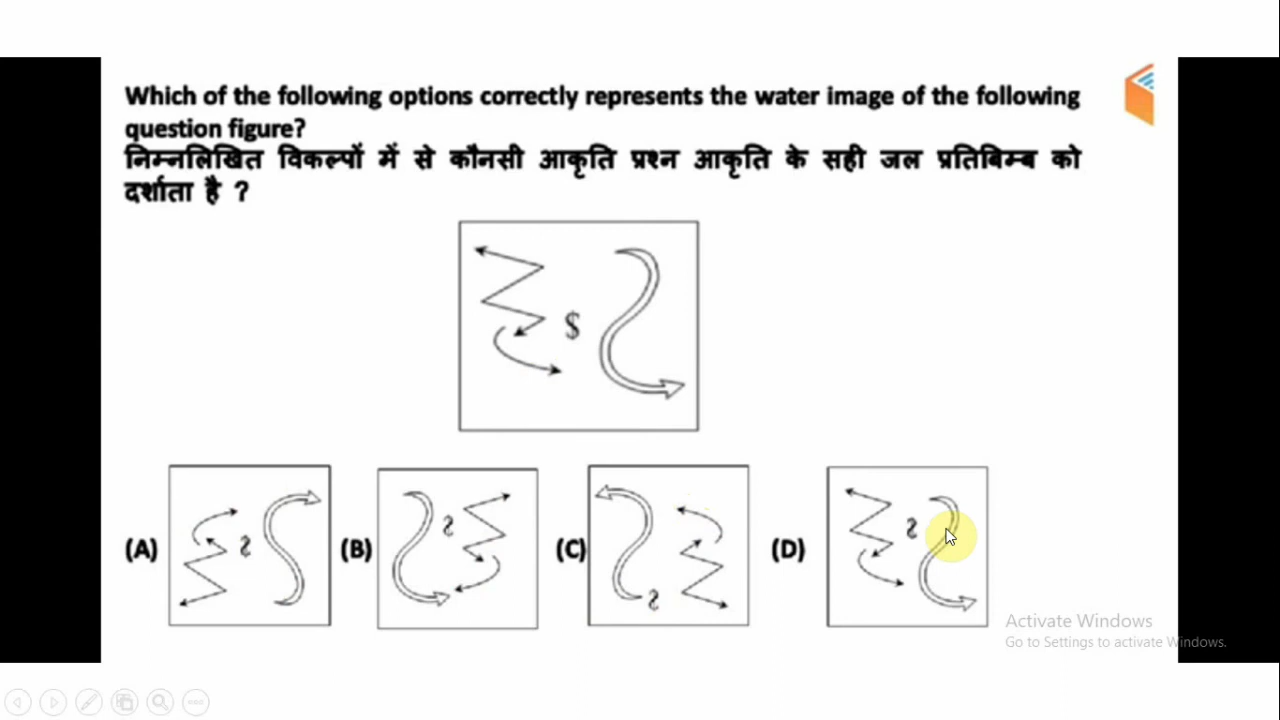 Which of the following options correctly represents the water image of the following
question figure?
निम्नलिखित विकल्पों में से कौनसी आकृति प्रश्न आकृति के सही जल प्रतिबिम्ब को
दर्शाता है ?
$
(A)
(B)
(C)
(D)
Activate Windows
Go to Settings to activate Windows.